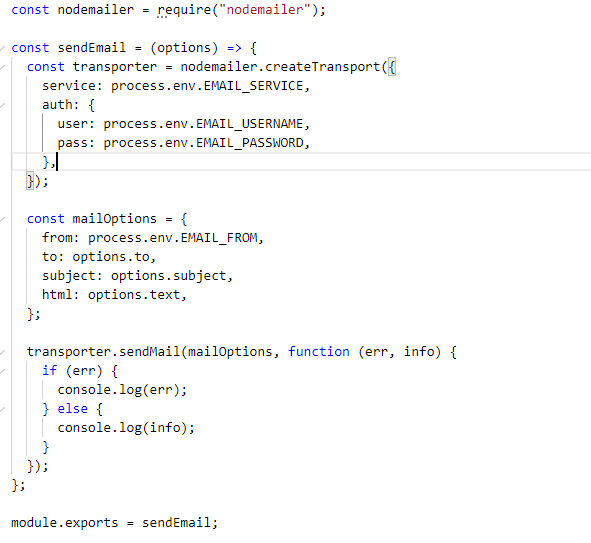 const nodemailer = require("nodemailer");
const sendEmail = (options) => {
const transporter = nodemailer.createTransport({
service: process.env.EMAIL_SERVICE,
auth: {
user: process.env.EMAIL_USERNAME,
pass: process.env.EMAIL_PASSWORD,
},
});
const mailOptions = {
from: process.env.EMAIL_FROM,
to: options.to,
subject: options.subject,
html: options.text,
};
transporter.sendMail(mailOptions, function (err, info) {
if (err) {
console.log(err);
} else {
console.log(info);
}
});
};
module.exports = sendEmail;